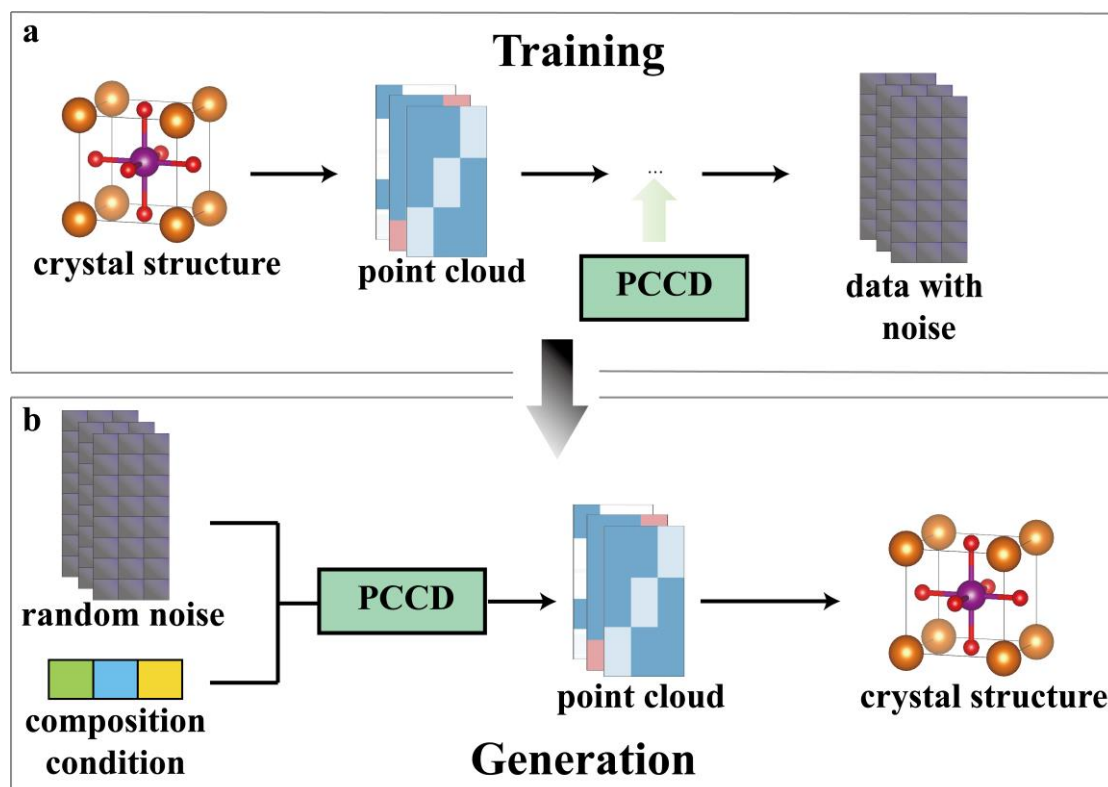 a
Training
crystal structure
point cloud
...
PCCD
data with
noise
b
random noise
composition
condition
PCCD
point cloud
crystal structure
Generation